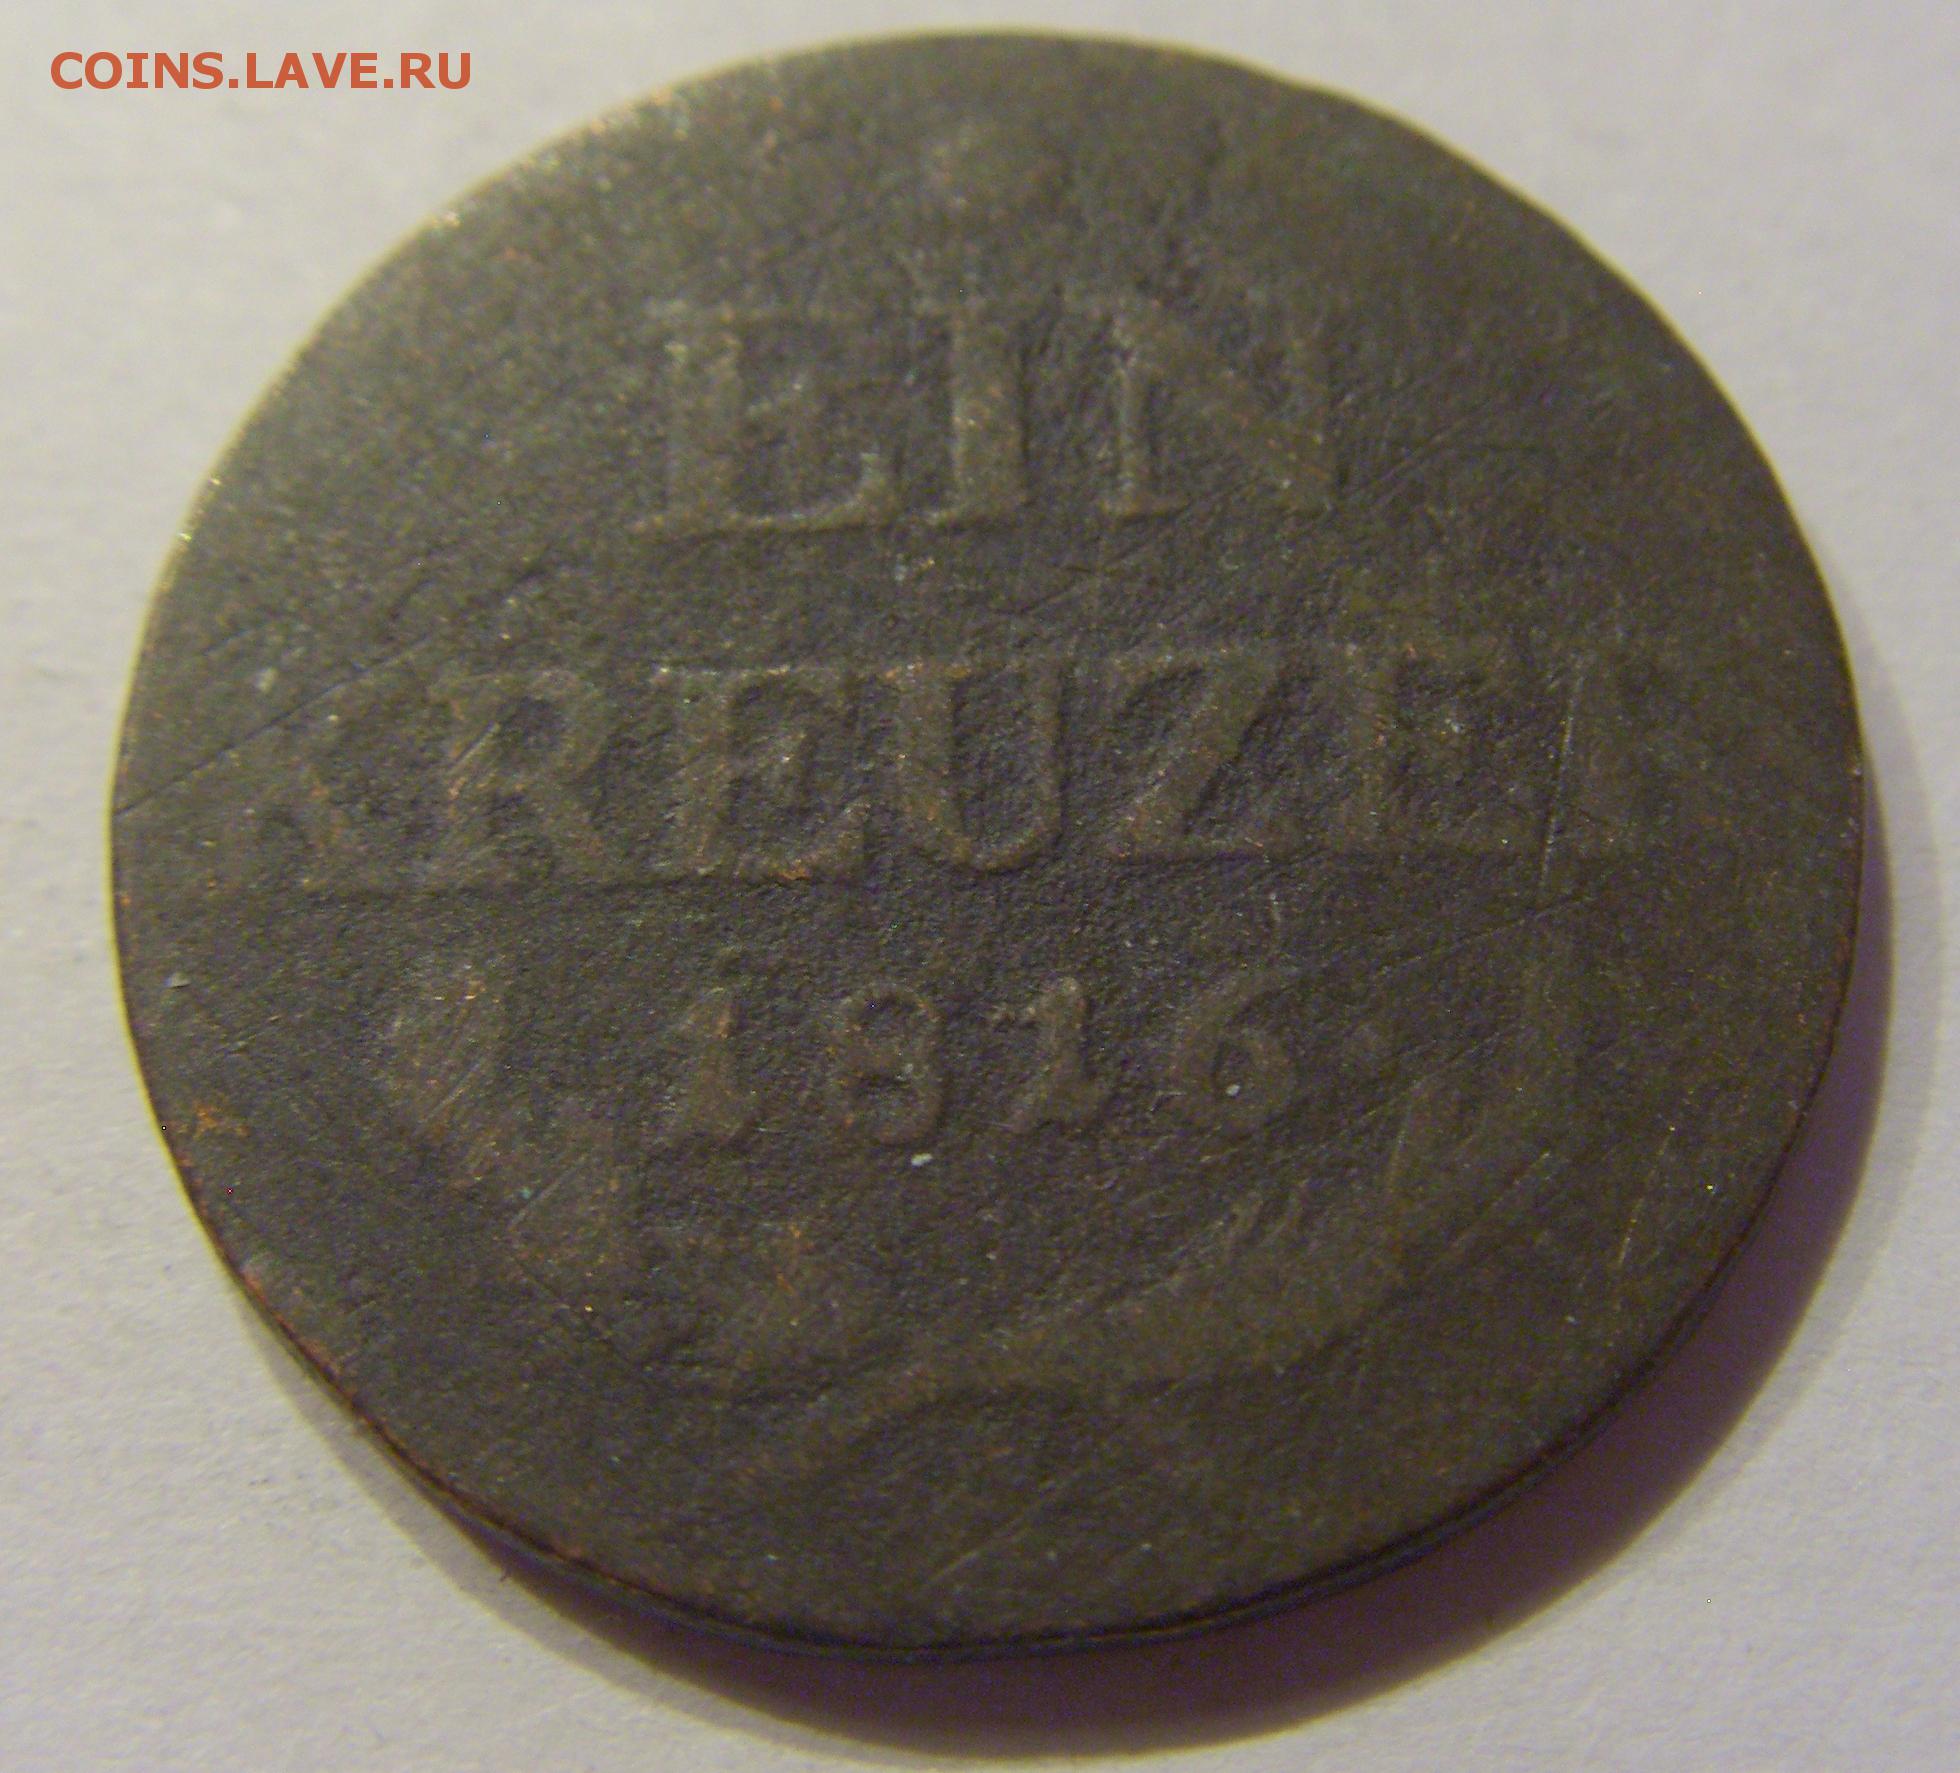 COINS.LAVE.RU
EIN
KREUZER
1816